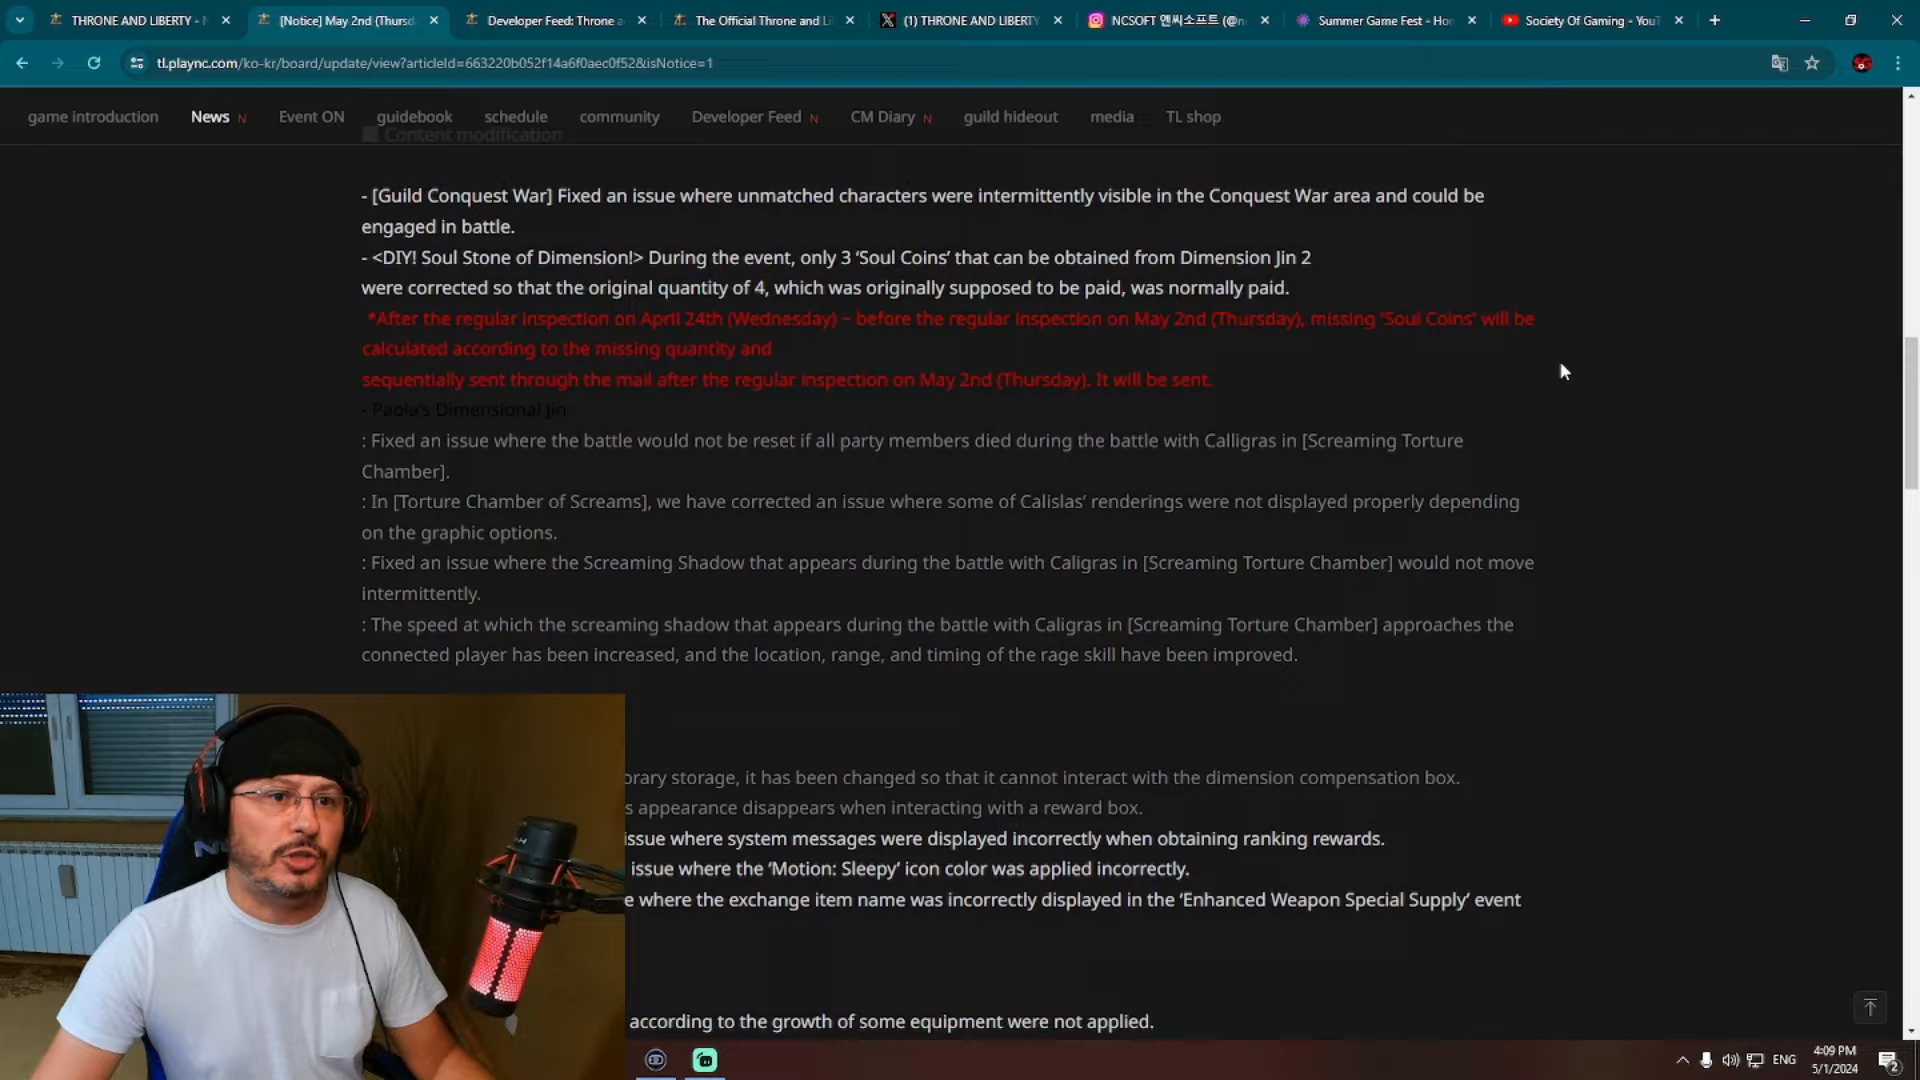 THRONE AND LIBERTY -
[Notice] May 2nd (Thursd
Developer Feed: Throne a
The Official Throne and Li
(1) THRONE AND LIBERTY
NCSOFT 엔씨소프트 (@n
Summer Game Fest - Hor
Society Of Gaming - YouT
tl.plaync.com/ko-kr/board/update/view?articleId=663220b052f14a6f0aec0f52&isNotice=1
game introduction
News N
Event ON
guidebook
schedule
community
Developer Feed N
CM Diary N
guild hideout
media
TL shop
Content modification
- [Guild Conquest War] Fixed an issue where unmatched characters were intermittently visible in the Conquest War area and could be
engaged in battle.
- <DIY! Soul Stone of Dimension!> During the event, only 3 ‘Soul Coins’ that can be obtained from Dimension Jin 2
were corrected so that the original quantity of 4, which was originally supposed to be paid, was normally paid.
*After the regular inspection on April 24th (Wednesday) ~ before the regular inspection on May 2nd (Thursday), missing ‘Soul Coins’ will be
calculated according to the missing quantity and
sequentially sent through the mail after the regular inspection on May 2nd (Thursday). It will be sent.
- Paola's Dimensional Jin
: Fixed an issue where the battle would not be reset if all party members died during the battle with Calligras in [Screaming Torture
Chamber].
: In [Torture Chamber of Screams], we have corrected an issue where some of Calislas’ renderings were not displayed properly depending
on the graphic options.
: Fixed an issue where the Screaming Shadow that appears during the battle with Caligras in [Screaming Torture Chamber] would not move
intermittently.
: The speed at which the screaming shadow that appears during the battle with Caligras in [Screaming Torture Chamber] approaches the
connected player has been increased, and the location, range, and timing of the rage skill have been improved.
orary storage, it has been changed so that it cannot interact with the dimension compensation box.
s appearance disappears when interacting with a reward box.
issue where system messages were displayed incorrectly when obtaining ranking rewards.
issue where the ‘Motion: Sleepy’ icon color was applied incorrectly.
e where the exchange item name was incorrectly displayed in the ‘Enhanced Weapon Special Supply’ event
according to the growth of some equipment were not applied.
ENG
4:09 PM
5/1/2024
2